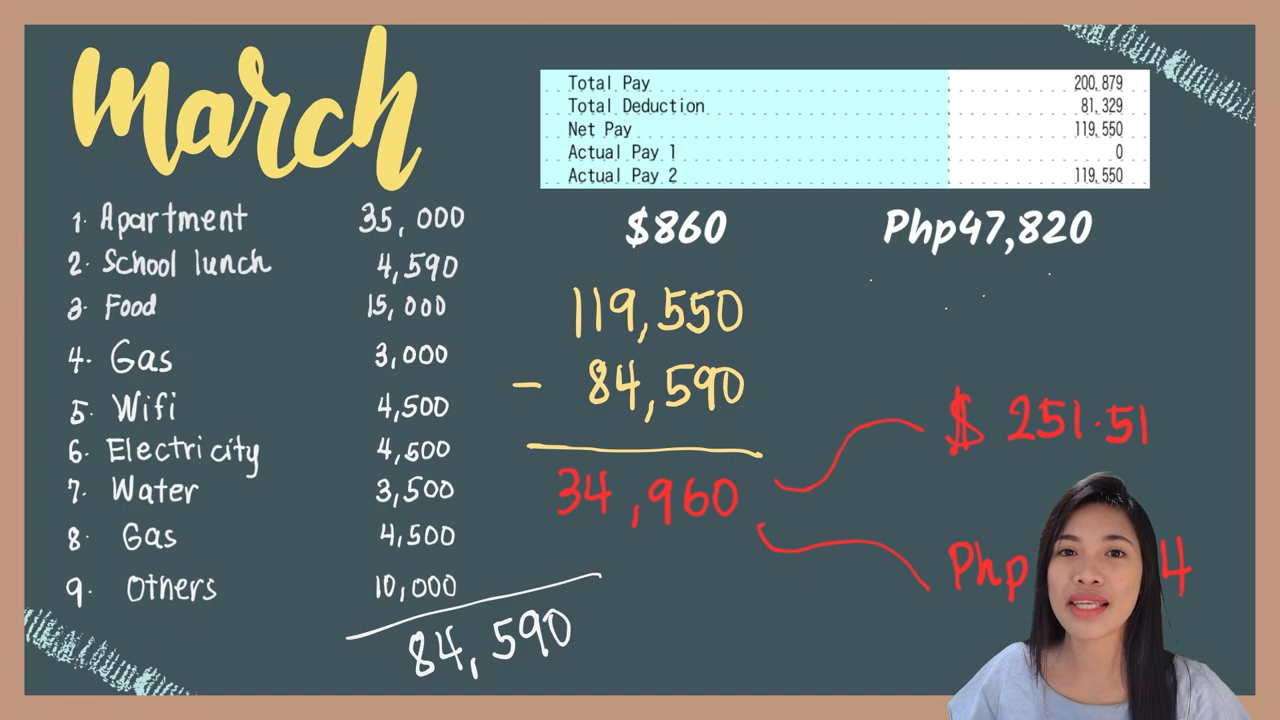 March
Total Pay 200,879
Total Deduction 81,329
Net Pay 119,550
Actual Pay 1 0
Actual Pay 2 119,550
$860 Php47,820
1. Apartment 35,000
2. School lunch 4,590
3. Food 15,000
4. Gas 3,000
5. Wifi 4,500
6. Electricity 4,500
7. Water 3,500
8. Gas 4,500
9. Others 10,000
84,590
119,550
- 84,590
34,960
$ 251.51
Php